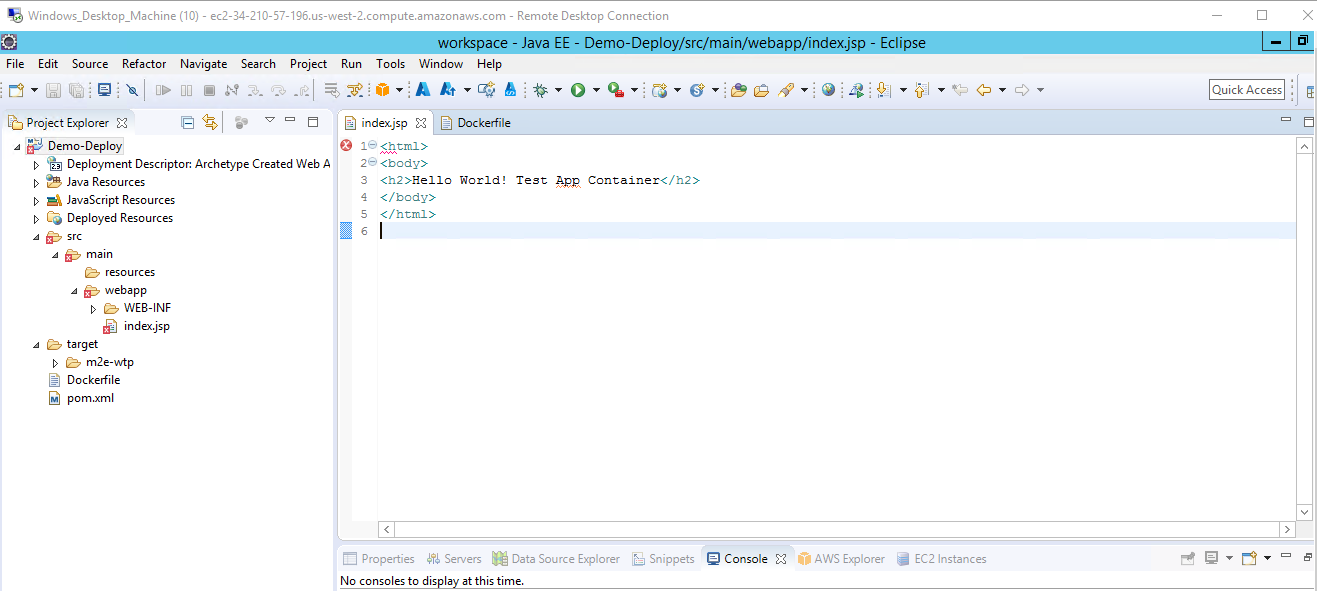 Windows_Desktop_Machine (10) - ec2-34-210-57-196.us-west-2.compute.amazonaws.com - Remote Desktop Connection
workspace - Java EE - Demo-Deploy/src/main/webapp/index.jsp - Eclipse
File Edit Source Refactor Navigate Search Project Run Tools Window Help
Quick Access
Project Explorer
index.jsp Dockerfile
Demo-Deploy
Deployment Descriptor: Archetype Created Web A
Java Resources
JavaScript Resources
Deployed Resources
src
main
resources
webapp
WEB-INF
index.jsp
target
m2e-wtp
Dockerfile
pom.xml
1 <html>
2 <body>
3 <h2>Hello World! Test App Container</h2>
4 </body>
5 </html>
6
Properties Servers Data Source Explorer Snippets Console AWS Explorer EC2 Instances
No consoles to display at this time.